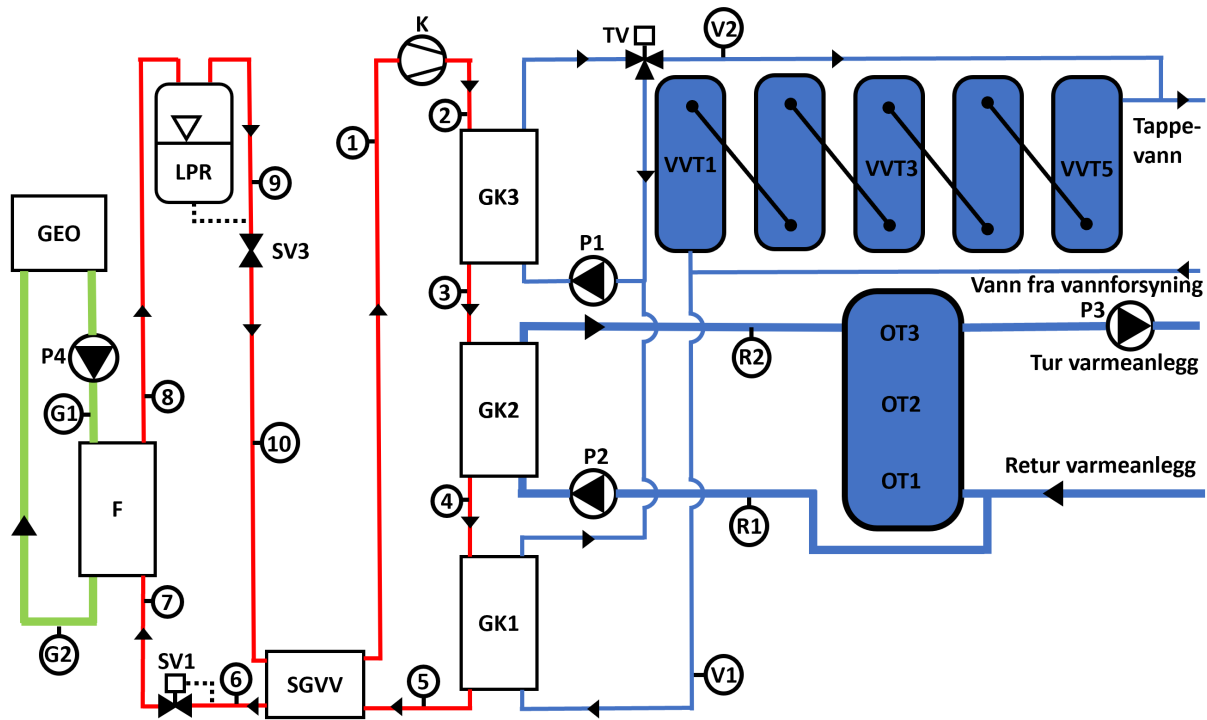 K
TV
V2
2
1
LPR
9
GK3
VVT1
VVT3
VVT5
Tappe-
vann
GEO
SV3
P1
3
Vann fra vannforsyning
P3
P4
R2
OT3
Tur varmeanlegg
G1
8
10
GK2
OT2
P2
4
OT1
Retur varmeanlegg
F
R1
7
GK1
G2
SV1
6
SGVV
5
V1